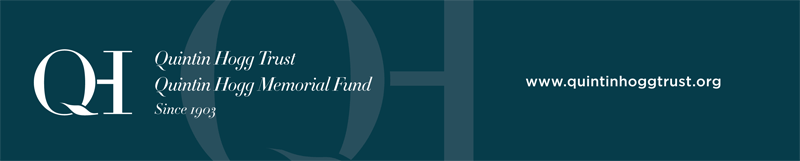 QH
Quintin Hogg Trust
Quintin Hogg Memorial Fund
Since 1903
www.quintinhoggtrust.org